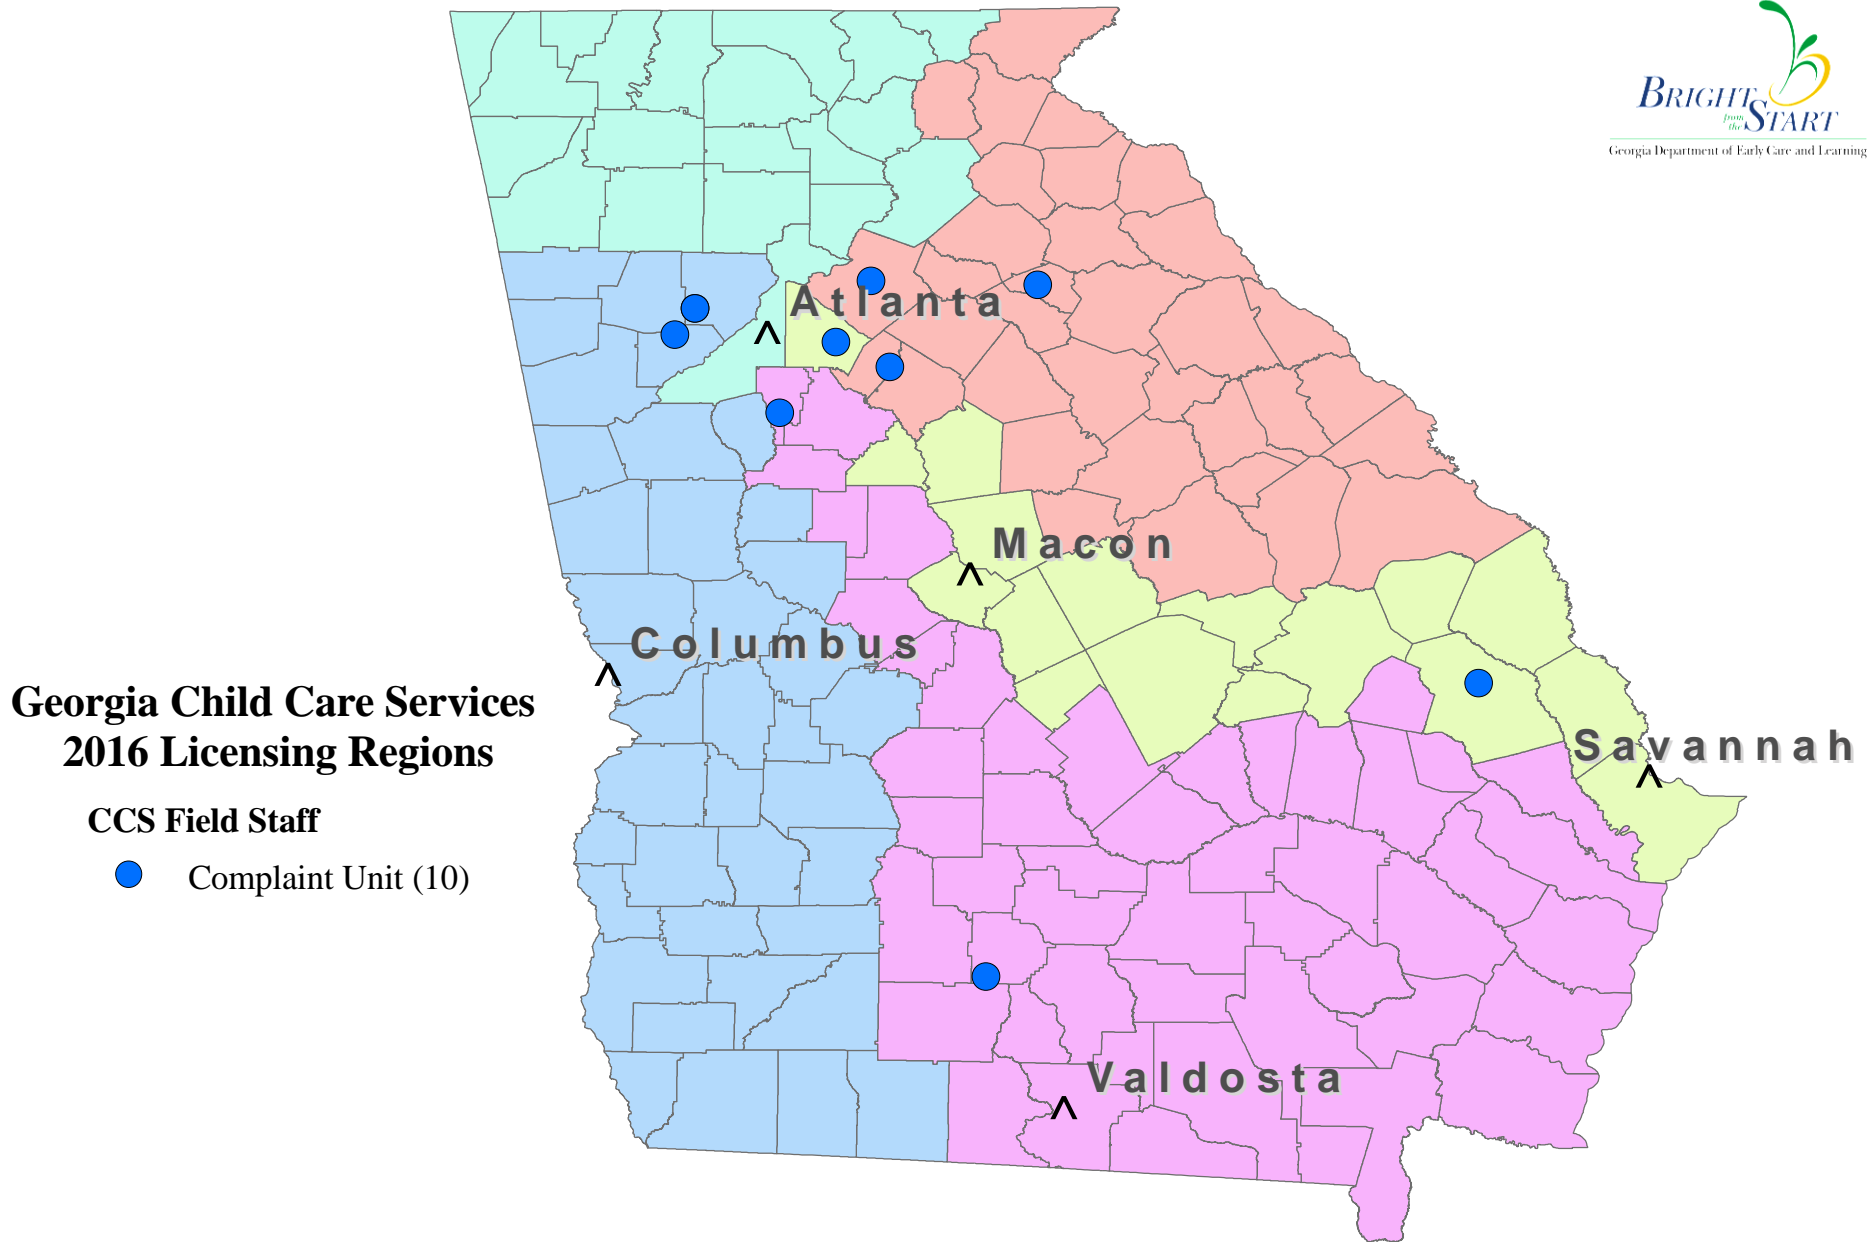 BRIGHT
from
the START
Georgia Department of Early Care and Learning
Atlanta
Macon
Columbus
Georgia Child Care Services
2016 Licensing Regions
Savannah
CCS Field Staff
Complaint Unit (10)
Valdosta